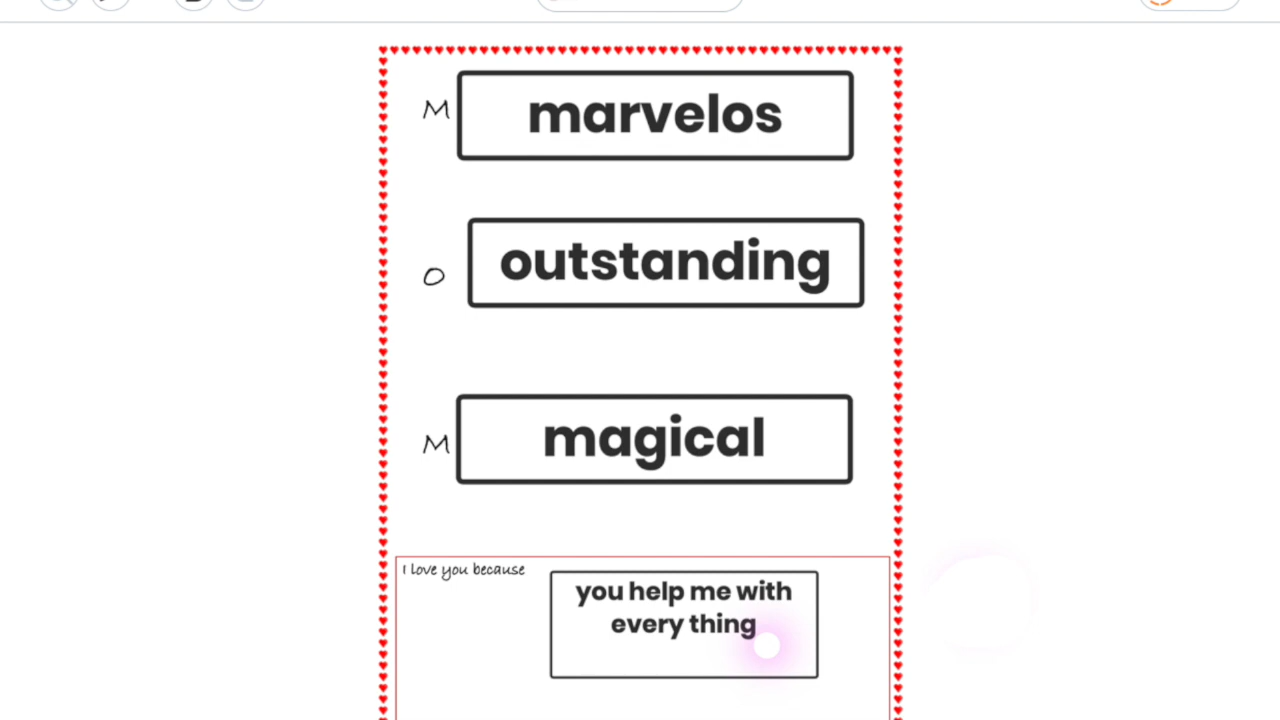 M marvelos
O outstanding
M magical
I love you because
you help me with
every thing